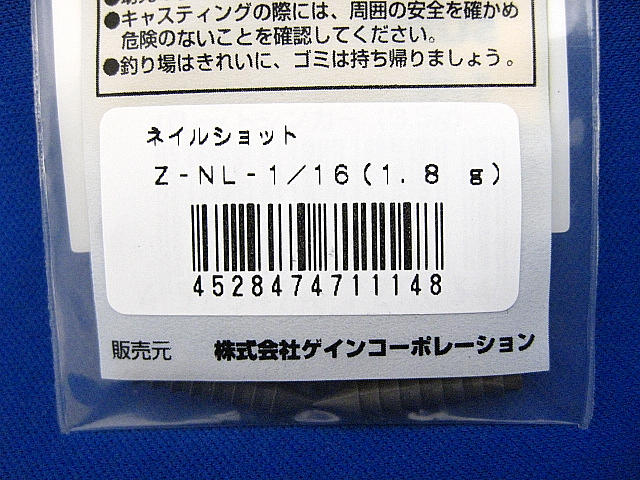 ●キャスティングの際には、周囲の安全を確かめ
危険のないことを確認してください。
●釣り場はきれいに、ゴミは持ち帰りましょう。
ネイルショット
Z-NL-1/16(1.8 g)
4528474711148
販売元 株式会社ゲインコーポレーション